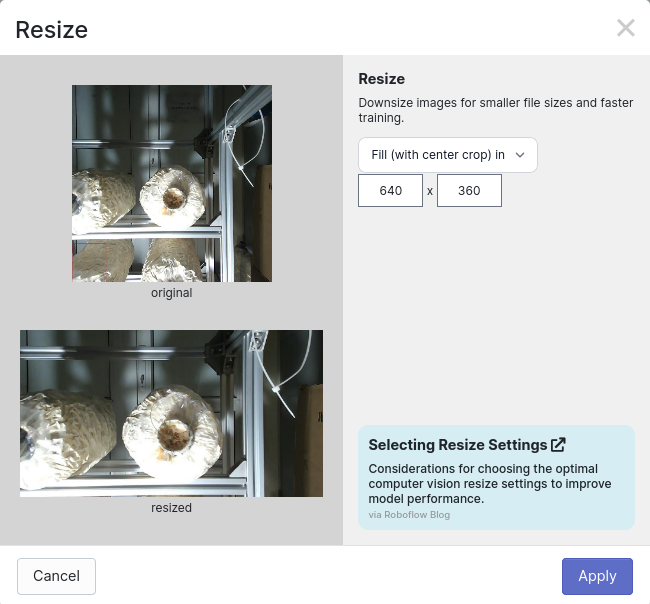 Resize
Resize
Downsize images for smaller file sizes and faster
training.
Fill (with center crop) in
640 x 360
original
resized
Selecting Resize Settings
Considerations for choosing the optimal
computer vision resize settings to improve
model performance.
via Roboflow Blog
Cancel
Apply